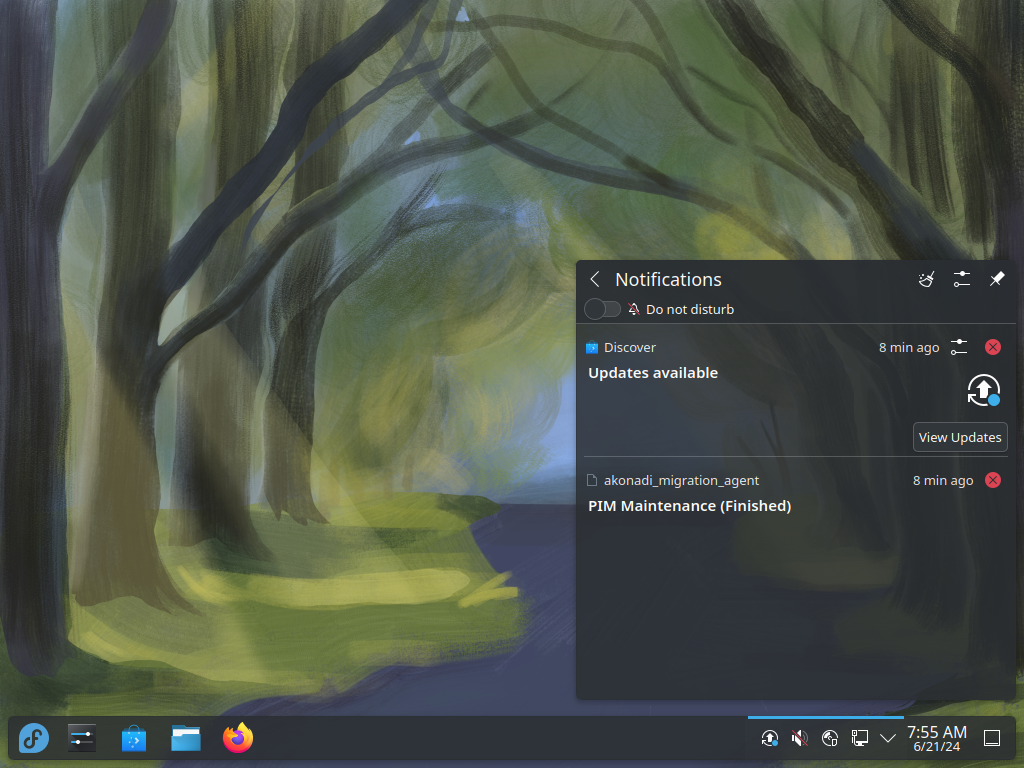 Notifications
Do not disturb
Discover 8 min ago
Updates available
View Updates
akonadi_migration_agent 8 min ago
PIM Maintenance (Finished)
7:55 AM
6/21/24